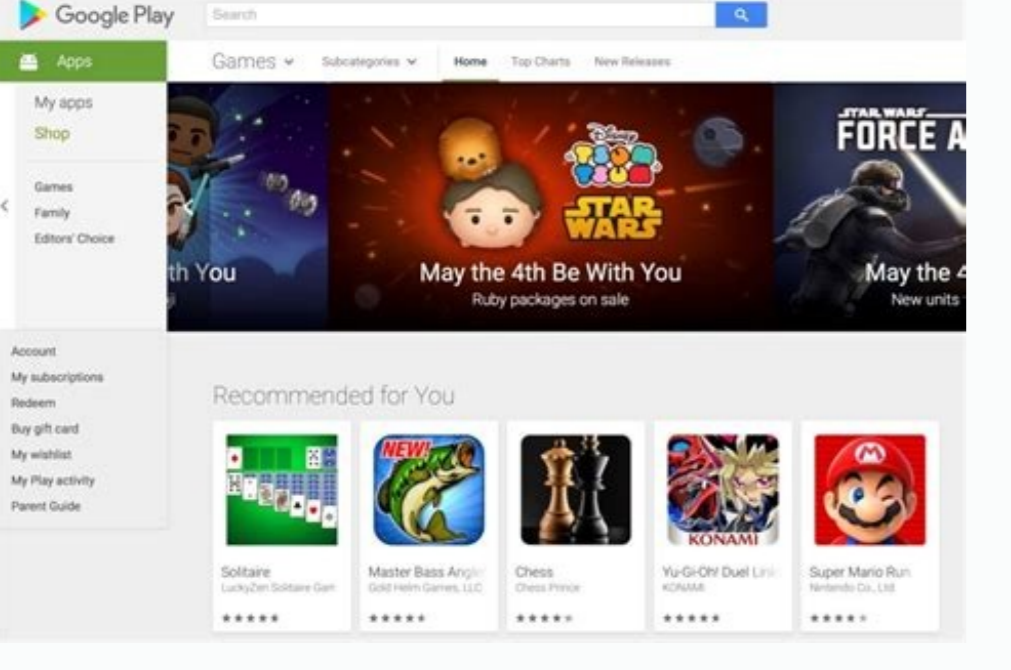 Google Play
Search
Apps
Games
Subcategories
Home
Top Charts
New Releases
My apps
Shop
Games
Family
Editors' Choice
th You
Disney
TSUM TSUM
STAR WARS
May the 4th Be With You
Ruby packages on sale
STAR WARS
FORCE A
May the 4
New units
Account
My subscriptions
Redeem
Buy gift card
My wishlist
My Play activity
Parent Guide
Recommended for You
NEW!
KONAMI
M
Solitaire
LuckyZen Solitaire Gam
Master Bass Angler
Gold Helm Games, LLC
Chess
Chess Prince
Yu-Gi-Oh! Duel Link
KONAMI
Super Mario Run
Nintendo Co., Ltd.